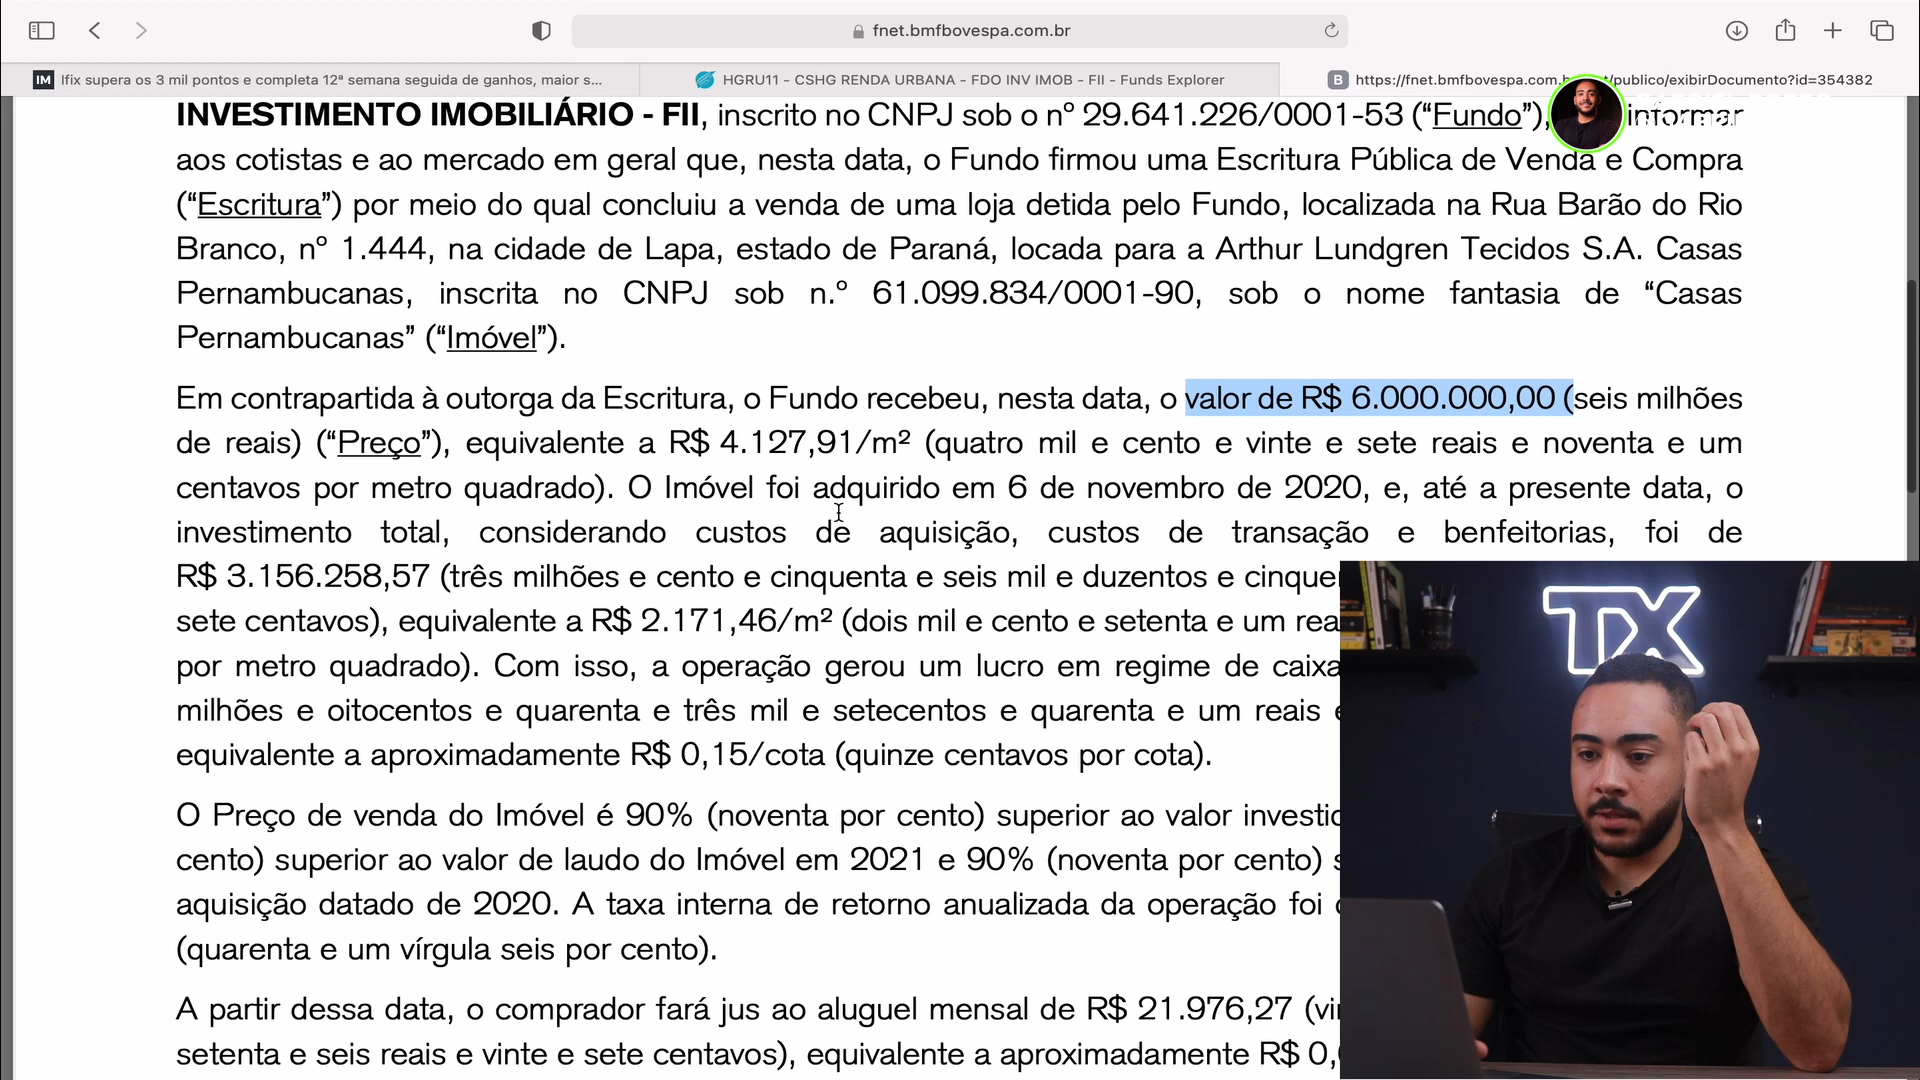 fnet.bmfbovespa.com.br
IM Ifix supera os 3 mil pontos e completa 12ª semana seguida de ganhos, maior s...
HGRU11 - CSHG RENDA URBANA - FDO INV IMOB - FII - Funds Explorer
B https://fnet.bmfbovespa.com.b et/publico/exibirDocumento?id=354382
INVESTIMENTO IMOBILIÁRIO - FII, inscrito no CNPJ sob o nº 29.641.226/0001-53 (“Fundo”), informar
aos cotistas e ao mercado em geral que, nesta data, o Fundo firmou uma Escritura Pública de Venda e Compra
(“Escritura”) por meio do qual concluiu a venda de uma loja detida pelo Fundo, localizada na Rua Barão do Rio
Branco, nº 1.444, na cidade de Lapa, estado de Paraná, locada para a Arthur Lundgren Tecidos S.A. Casas
Pernambucanas, inscrita no CNPJ sob n.º 61.099.834/0001-90, sob o nome fantasia de “Casas
Pernambucanas” (“Imóvel”).
Em contrapartida à outorga da Escritura, o Fundo recebeu, nesta data, o valor de R$ 6.000.000,00 (seis milhões
de reais) (“Preço”), equivalente a R$ 4.127,91/m² (quatro mil e cento e vinte e sete reais e noventa e um
centavos por metro quadrado). O Imóvel foi adquirido em 6 de novembro de 2020, e, até a presente data, o
investimento total, considerando custos de aquisição, custos de transação e benfeitorias, foi de
R$ 3.156.258,57 (três milhões e cento e cinquenta e seis mil e duzentos e
sete centavos), equivalente a R$ 2.171,46/m² (dois mil e cento e setenta e um
por metro quadrado). Com isso, a operação gerou um lucro em regime de caixa
milhões e oitocentos e quarenta e três mil e setecentos e quarenta e um reais
equivalente a aproximadamente R$ 0,15/cota (quinze centavos por cota).
O Preço de venda do Imóvel é 90% (noventa por cento) superior ao valor
cento) superior ao valor de laudo do Imóvel em 2021 e 90% (noventa por cento)
aquisição datado de 2020. A taxa interna de retorno anualizada da operação foi
(quarenta e um vírgula seis por cento).
A partir dessa data, o comprador fará jus ao aluguel mensal de R$ 21.976,27
setenta e seis reais e vinte e sete centavos), equivalente a aproximadamente R$
TX